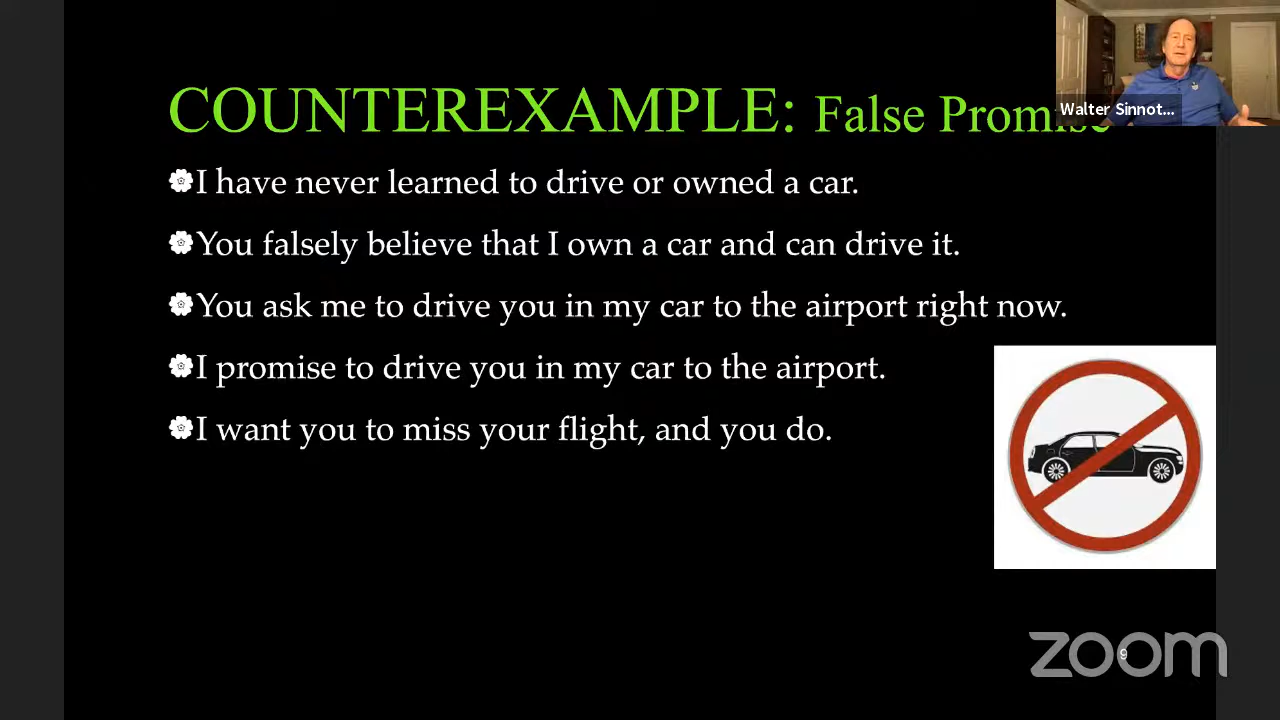 COUNTEREXAMPLE: False Promise
I have never learned to drive or owned a car.
You falsely believe that I own a car and can drive it.
You ask me to drive you in my car to the airport right now.
I promise to drive you in my car to the airport.
I want you to miss your flight, and you do.
Walter Sinnot...
zoom
9